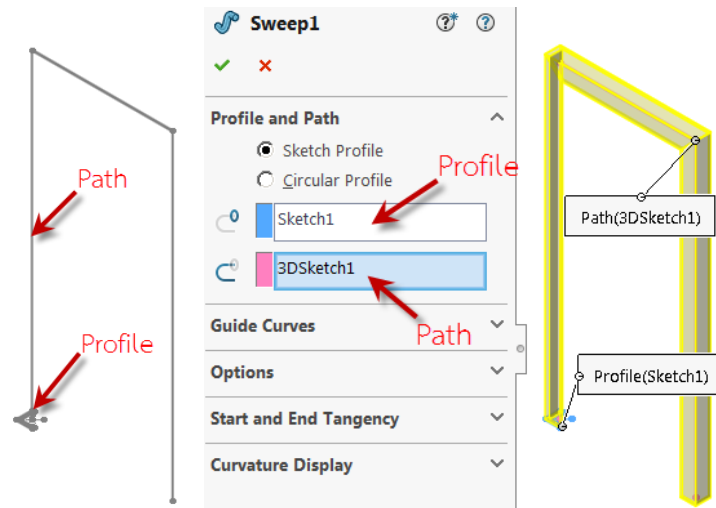 Path
Profile
Sweep1
Profile and Path
Sketch Profile
Circular Profile
Profile
Sketch1
3DSketch1
Path
Guide Curves
Options
Start and End Tangency
Curvature Display
Path(3DSketch1)
Profile(Sketch1)